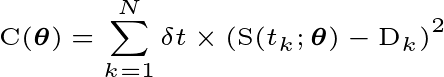 C(𝜽) = ∑_{k=1}^{N} δt × (S(t_k; 𝜽) − D_k)²